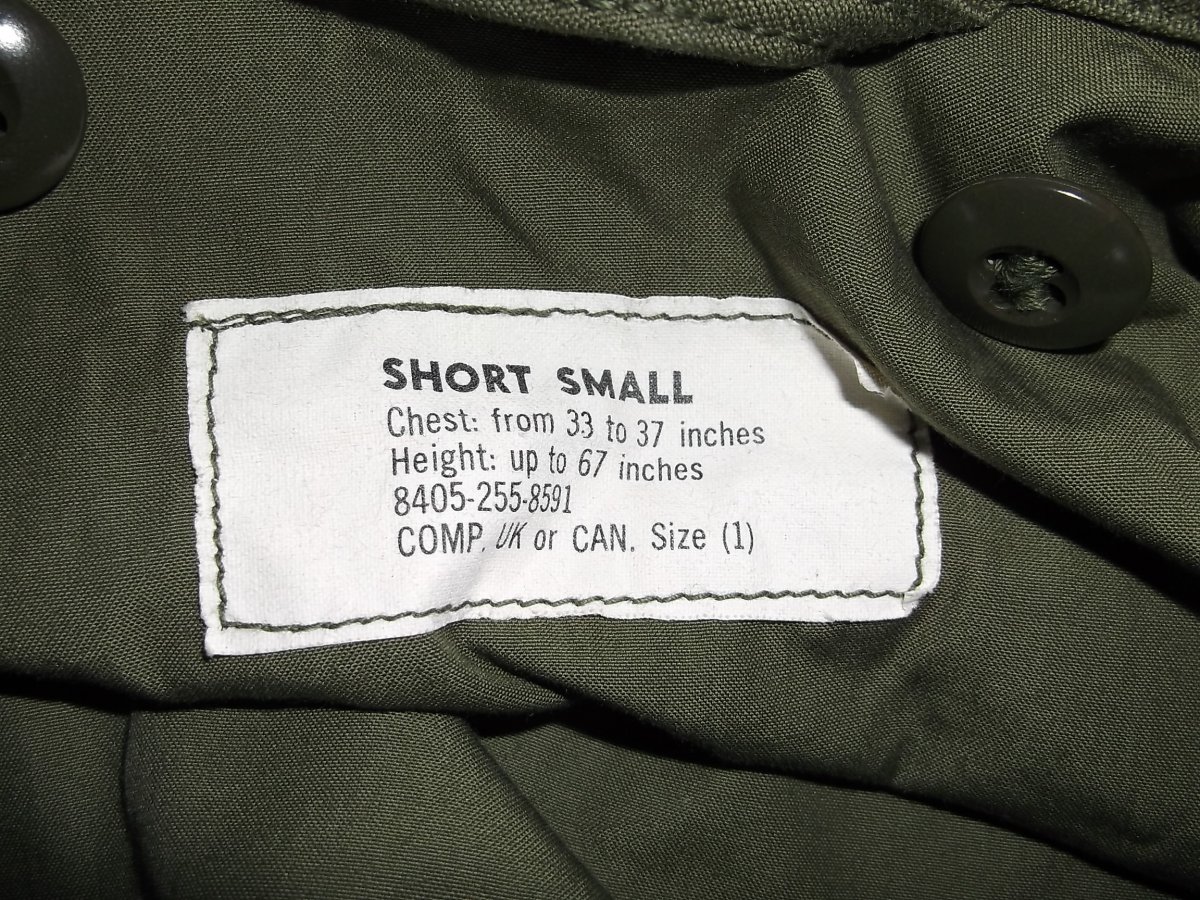 SHORT SMALL
Chest: from 33 to 37 inches
Height: up to 67 inches
8405-255-8591
COMP. UK or CAN. Size (1)